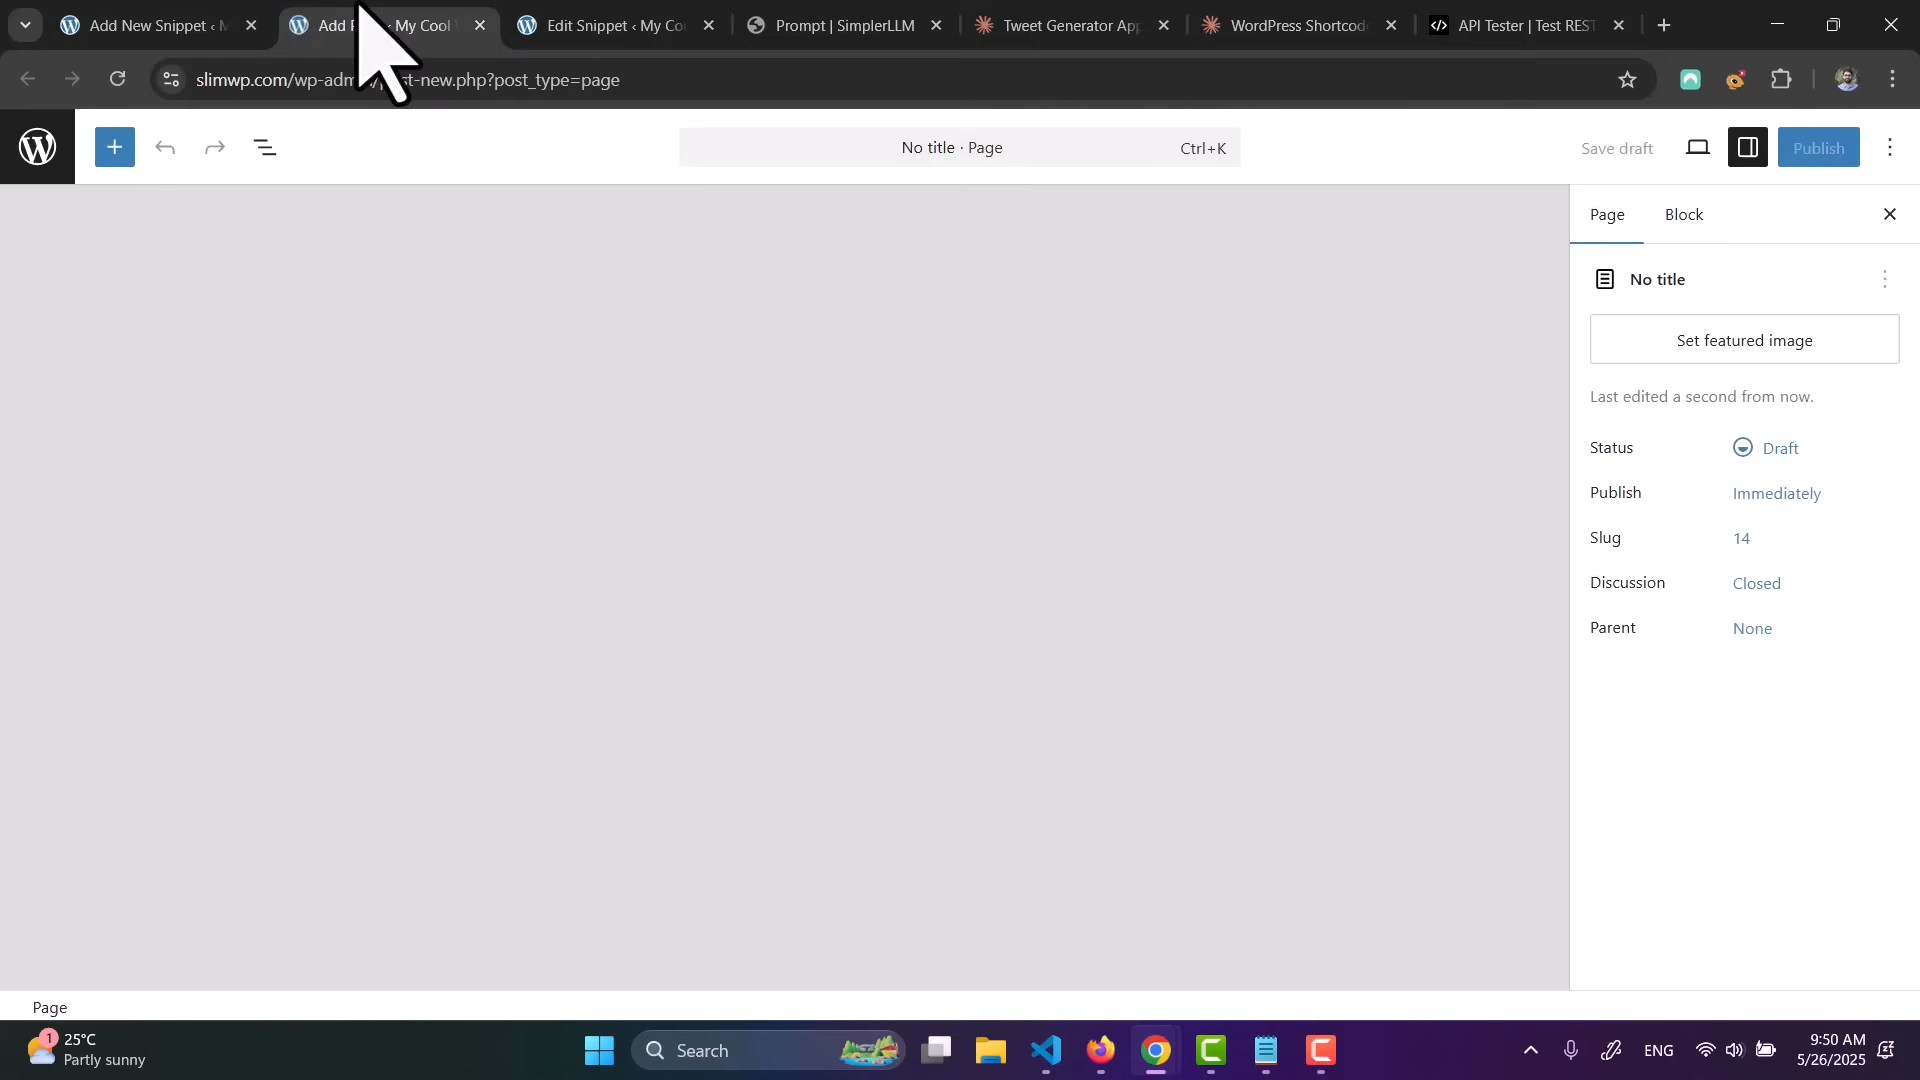 Add New Snippet ‹ M
Add P
My Cool
Edit Snippet ‹ My Co
Prompt | SimplerLLM
Tweet Generator App
WordPress Shortcod
API Tester | Test REST
slimwp.com/wp-adm
st-new.php?post_type=page
No title · Page
Ctrl+K
Save draft
Publish
Page
Block
No title
Set featured image
Last edited a second from now.
Status
Draft
Publish
Immediately
Slug
14
Discussion
Closed
Parent
None
Page
1
25°C
Partly sunny
Search
ENG
9:50 AM
5/26/2025